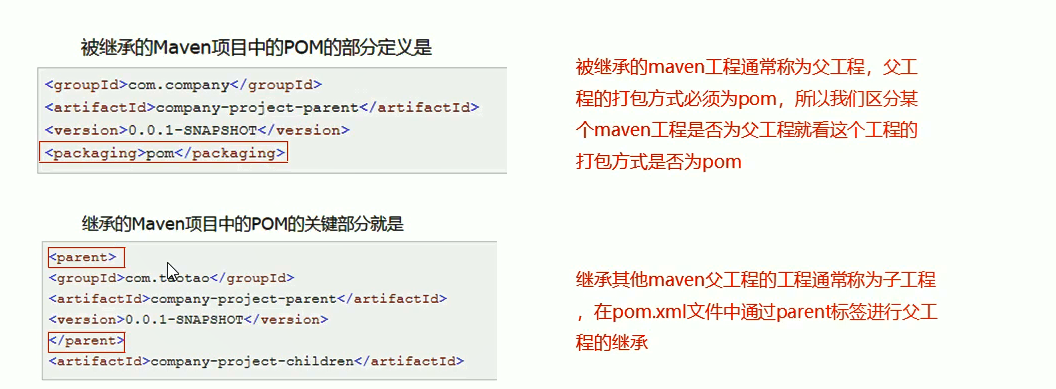 被继承的Maven项目中的POM的部分定义是
<groupId>com.company</groupId>
<artifactId>company-project-parent</artifactId>
<version>0.0.1-SNAPSHOT</version>
<packaging>pom</packaging>
被继承的maven工程通常称为父工程，父工
程的打包方式必须为pom，所以我们区分某
个maven工程是否为父工程就看这个工程的
打包方式是否为pom
继承的Maven项目中的POM的关键部分就是
<parent>
<groupId>com.taotao</groupId>
<artifactId>company-project-parent</artifactId>
<version>0.0.1-SNAPSHOT</version>
</parent>
<artifactId>company-project-children</artifactId>
继承其他maven父工程的工程通常称为子工程
，在pom.xml文件中通过parent标签进行父工
程的继承